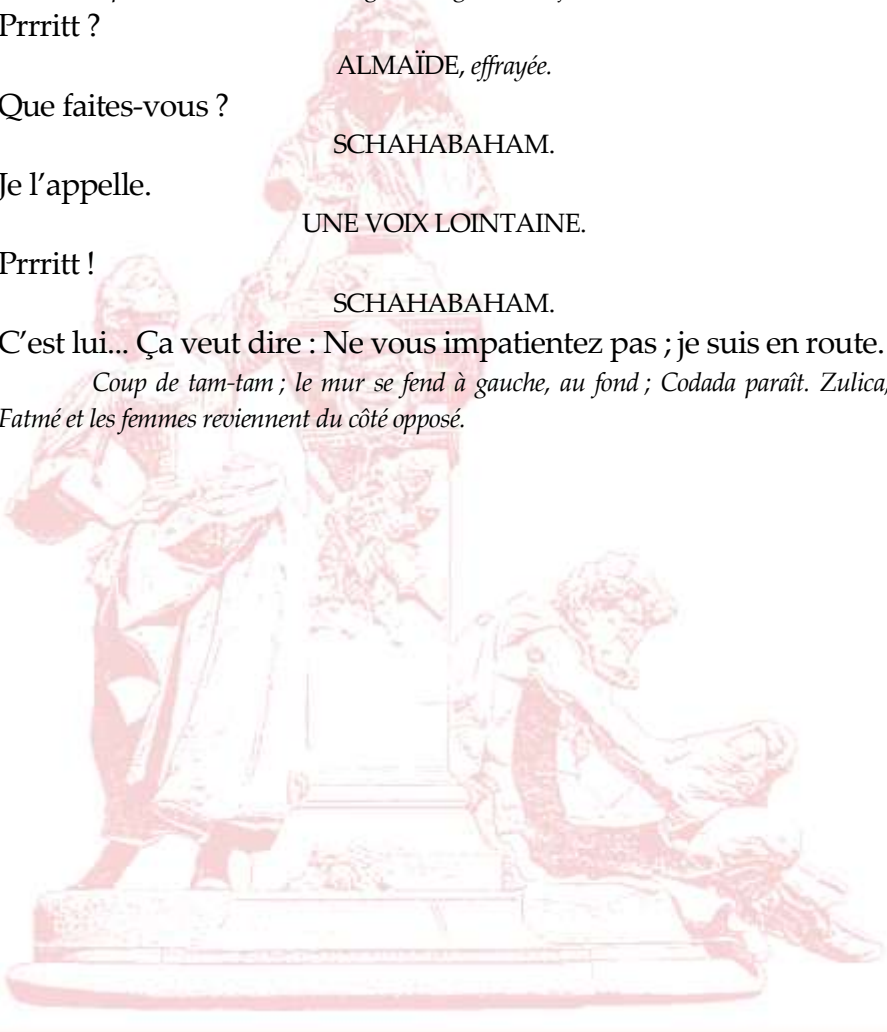 Prrritt ?
ALMAÏDE, effrayée.
Que faites-vous ?
SCHAHABAHAM.
Je l’appelle.
UNE VOIX LOINTAINE.
Prrritt !
SCHAHABAHAM.
C’est lui... Ça veut dire : Ne vous impatientez pas ; je suis en route.
Coup de tam-tam ; le mur se fend à gauche, au fond ; Codada paraît. Zulica,
Fatmé et les femmes reviennent du côté opposé.